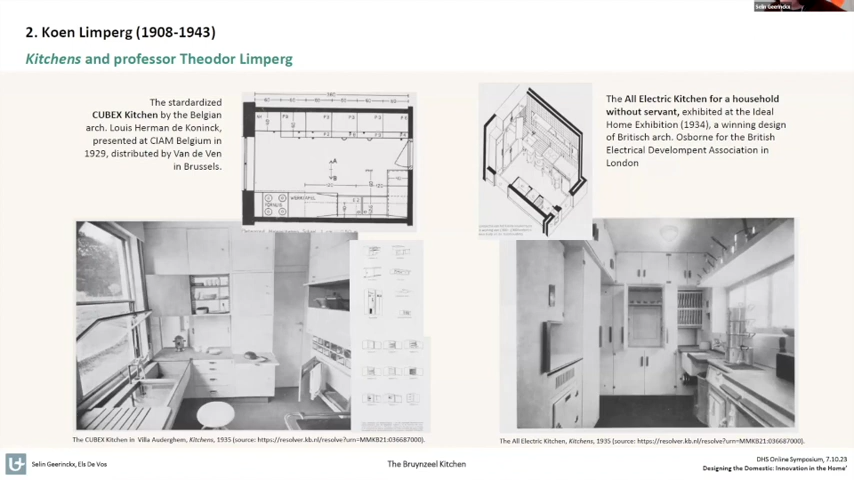 Selin Geerinckx
2. Koen Limperg (1908-1943)
Kitchens and professor Theodor Limperg
The stardardized
CUBEX Kitchen by the Belgian
arch. Louis Herman de Koninck,
presented at CIAM Belgium in
1929, distributed by Van de Ven
in Brussels.
The All Electric Kitchen for a household
without servant, exhibited at the Ideal
Home Exhibition (1934), a winning design
of Britisch arch. Osborne for the British
Electrical Develompent Association in
London
The CUBEX Kitchen in Villa Auderghem, Kitchens, 1935 (source: https://resolver.kb.nl/resolve?urn=MMKB21:036687000).
The All Electric Kitchen, Kitchens, 1935 (source: https://resolver.kb.nl/resolve?urn=MMKB21:036687000).
Selin Geerinckx, Els De Vos
The Bruynzeel Kitchen
DHS Online Symposium, 7.10.23
Designing the Domestic: Innovation in the Home'